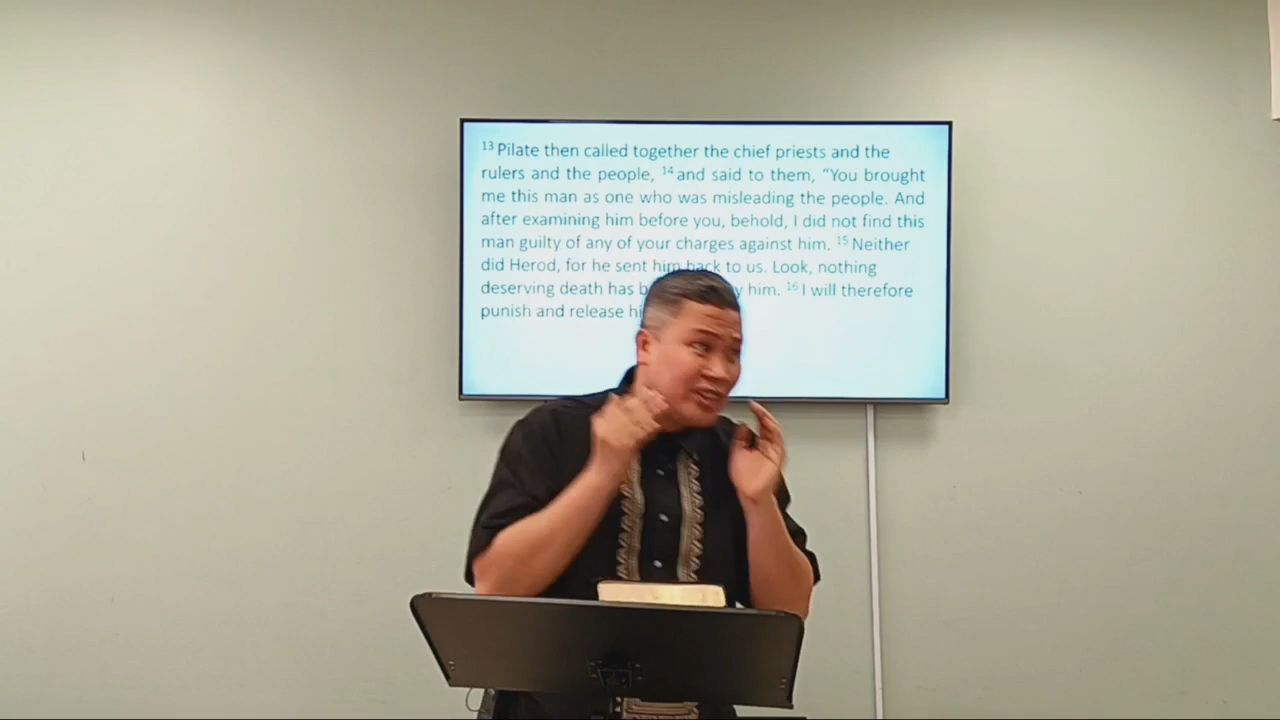 13 Pilate then called together the chief priests and the
rulers and the people, 14 and said to them, “You brought
me this man as one who was misleading the people. And
after examining him before you, behold, I did not find this
man guilty of any of your charges against him. 15 Neither
did Herod, for he sent him back to us. Look, nothing
deserving death has him. 16 I will therefore
punish and release